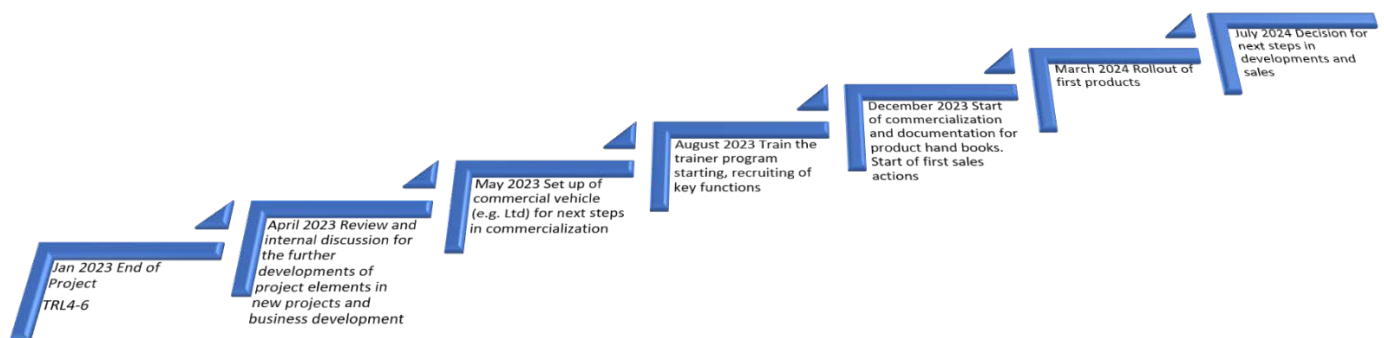 Jan 2023 End of
Project
TRL4-6
April 2023 Review and
internal discussion for
the further
developments of
project elements in
new projects and
business development
May 2023 Set up of
commercial vehicle
(e.g. Ltd) for next steps
in commercialization
August 2023 Train the
trainer program
starting, recruiting of
key functions
December 2023 Start
of commercialization
and documentation for
product hand books.
Start of first sales
actions
March 2024 Rollout of
first products
July 2024 Decision for
next steps in
developments and
sales